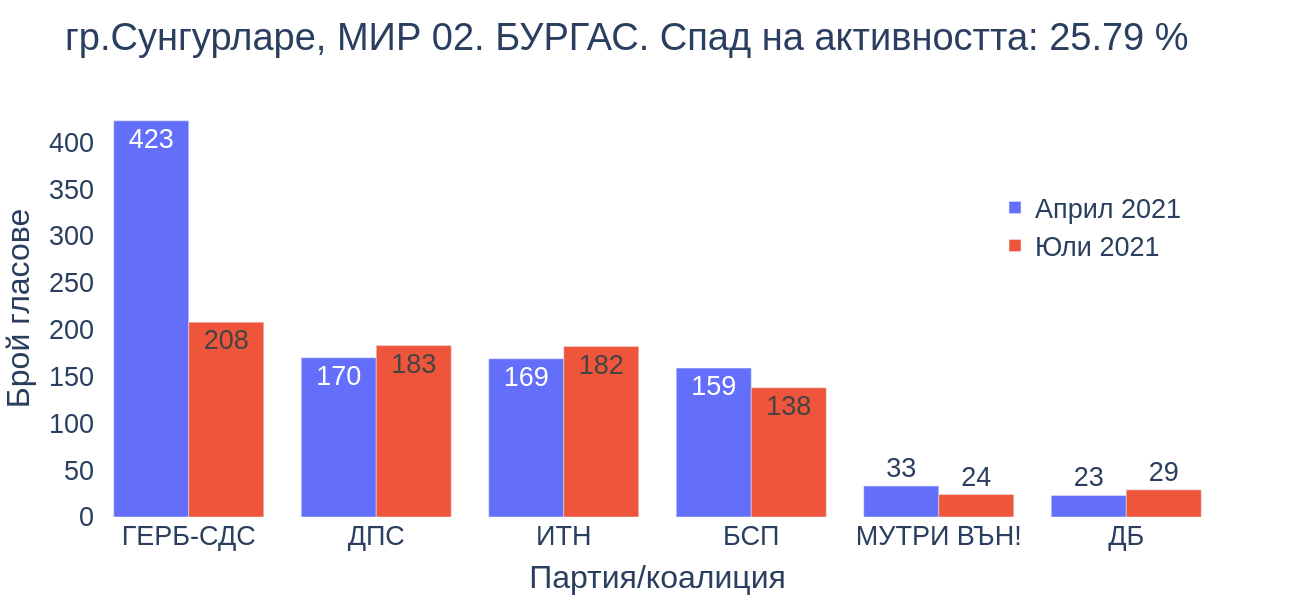 гр.Сунгурларе, МИР 02. БУРГАС. Спад на активността: 25.79 %
Брой гласове
400
350
300
250
200
150
100
50
0
423
208
170
183
169
182
159
138
33
24
23
29
Април 2021
Юли 2021
ГЕРБ-СДС
ДПС
ИТН
БСП
МУТРИ ВЪН!
ДБ
Партия/коалиция